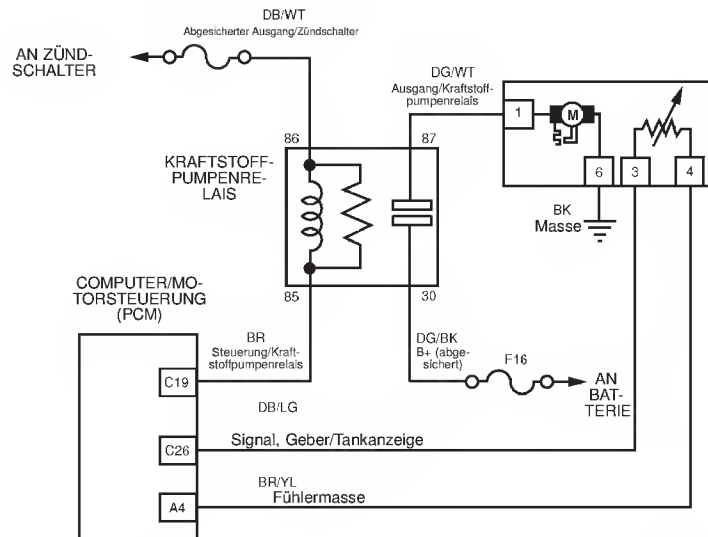 DB/WT
Abgesicherter Ausgang/Zündschalter
AN ZÜND-
SCHALTER
DG/WT
Ausgang/Kraftstoff-
pumpenrelais
1
M
86
87
KRAFTSTOFF-
PUMPENRE-
LAIS
6
3
4
BK
Masse
85
30
COMPUTER/MO-
TORSTEUERUNG
(PCM)
BR
Steuerung/Kraft-
stoffpumpenrelais
DG/BK
B+ (abge-
sichert)
F16
AN
BAT-
TERIE
C19
DB/LG
C26
Signal, Geber/Tankanzeige
BR/YL
A4
Fühlermasse